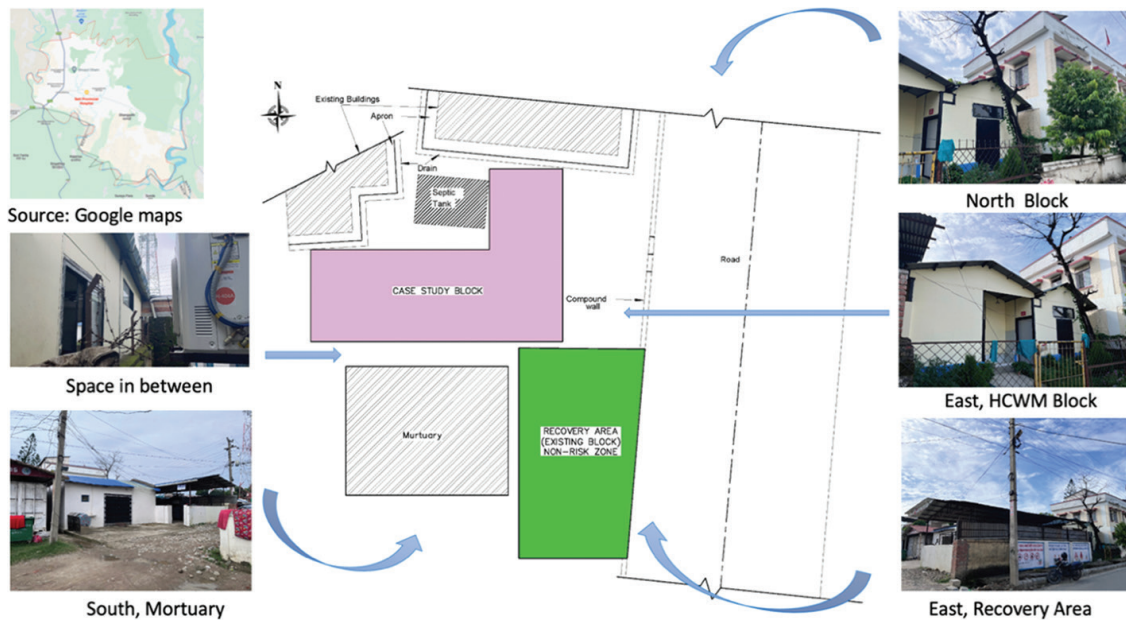 Source: Google maps
Space in between
South, Mortuary
N
Existing Buildings
Apron
Drain
Septic
Tank
CASE STUDY BLOCK
Compound
wall
Road
Murtuary
RECOVERY AREA
(EXISTING BLOCK)
NON-RISK ZONE
North Block
East, HCWM Block
East, Recovery Area